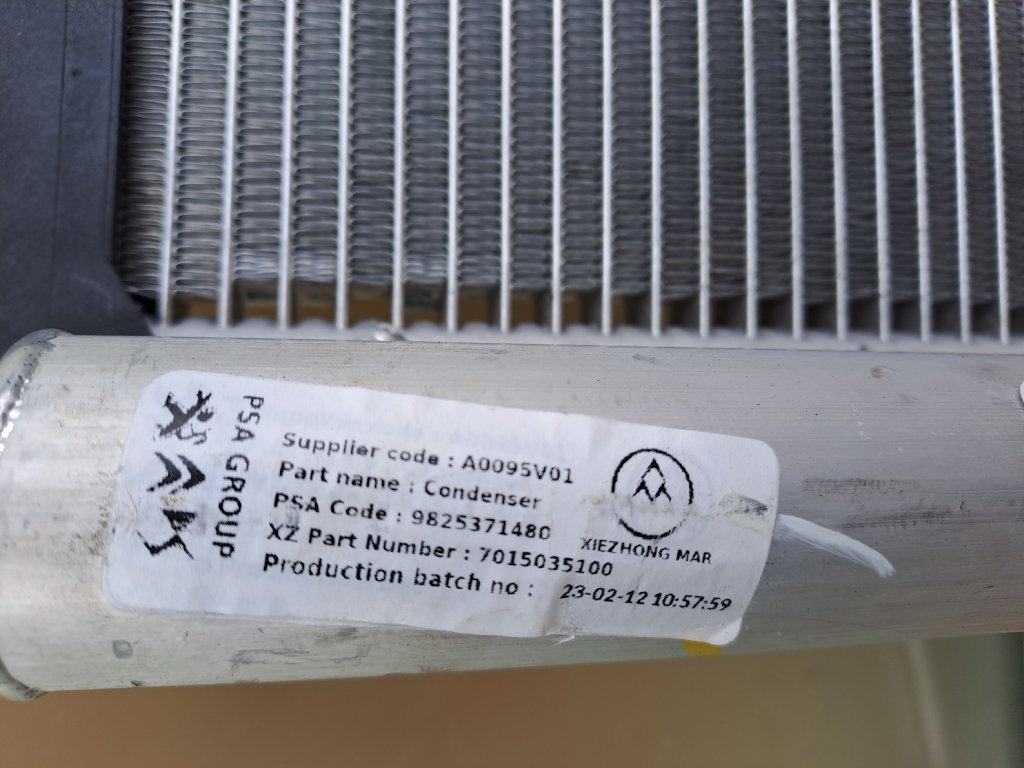 PSA GROUP
Supplier code : A0095V01
Part name : Condenser
PSA Code : 9825371480
XZ Part Number : 7015035100
Production batch no : 23-02-12 10:57:59
XIEZHONG MAR